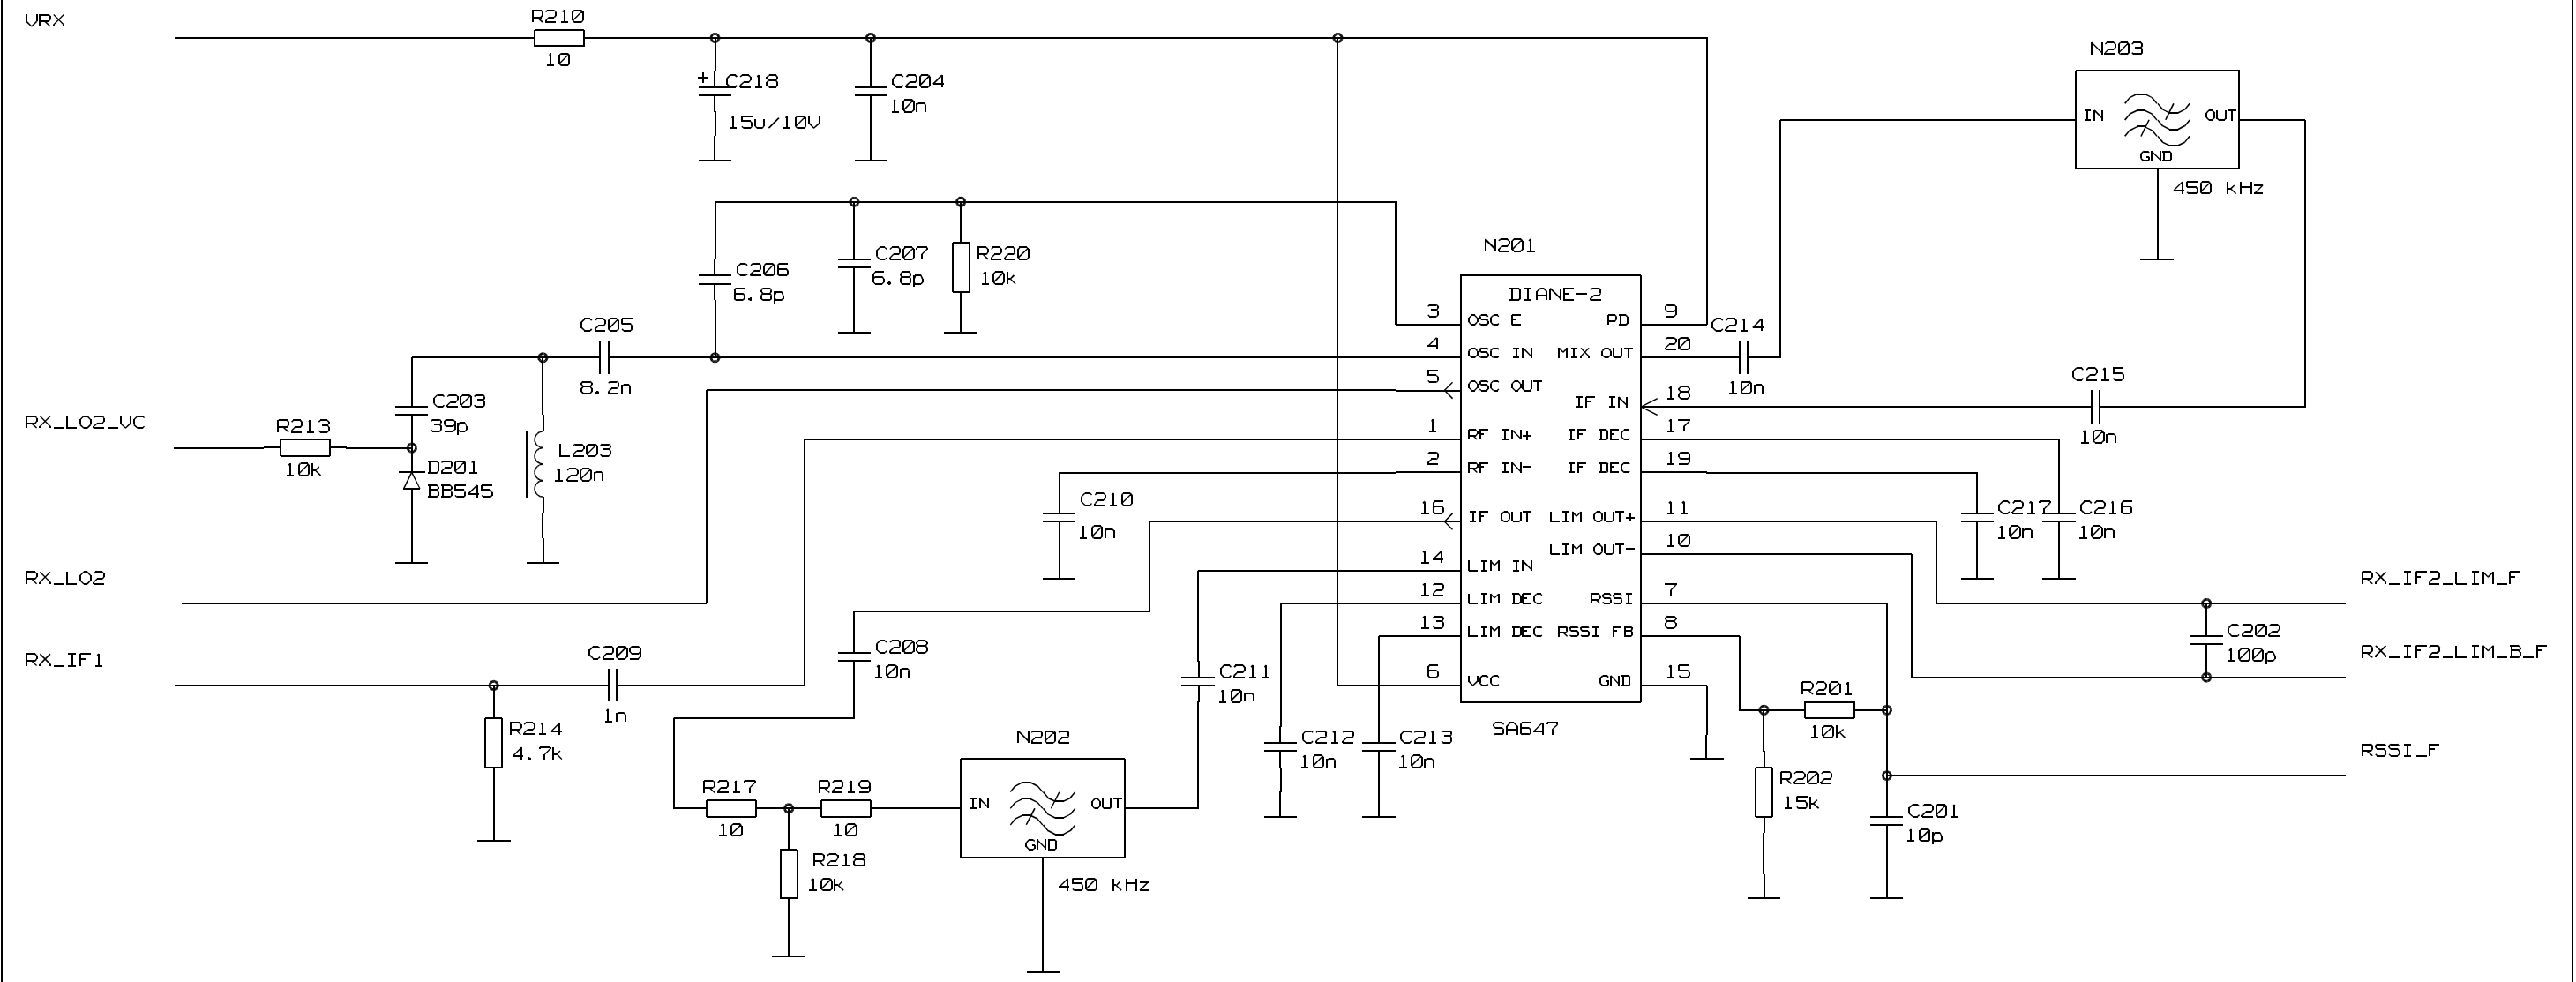 VRX
R210
10
+ C218
15u/10V
C204
10n
N203
IN
OUT
GND
450 kHz
C206
6.8p
C207
6.8p
R220
10k
N201
DIANE-2
3
OSC E
PD
9
4
OSC IN
MIX OUT
20
5
OSC OUT
IF IN
18
1
RF IN+
IF DEC
17
2
RF IN-
IF DEC
19
16
IF OUT
LIM OUT+
11
LIM OUT-
10
14
LIM IN
12
LIM DEC
RSSI
7
13
LIM DEC
RSSI FB
8
6
VCC
GND
15
SA647
C214
10n
C215
10n
C205
8.2n
RX_LO2_VC
R213
10k
C203
39p
D201
BB545
L203
120n
C210
10n
C217
10n
C216
10n
RX_LO2
RX_IF1
C209
1n
R214
4.7k
C208
10n
C211
10n
C212
10n
C213
10n
R217
10
R219
10
R218
10k
N202
IN
OUT
GND
450 kHz
R201
10k
R202
15k
C201
10p
RX_IF2_LIM_F
C202
100p
RX_IF2_LIM_B_F
RSSI_F